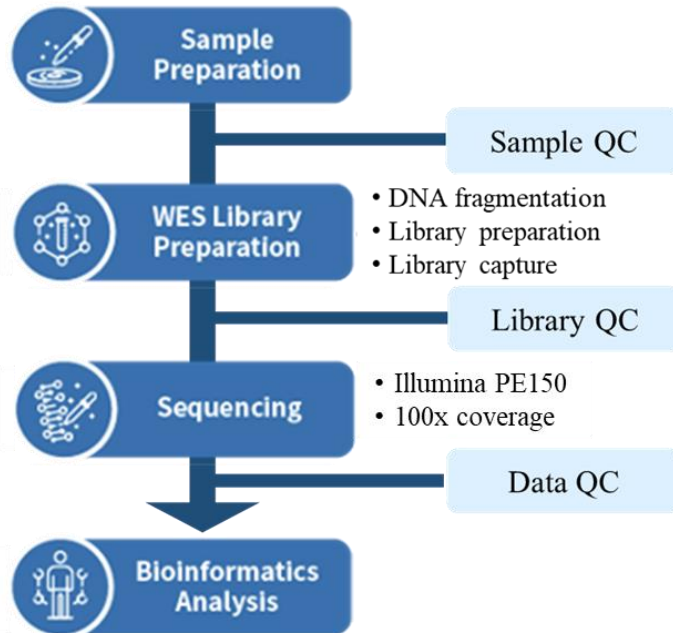 Sample
Preparation
Sample QC
WES Library
Preparation
• DNA fragmentation
• Library preparation
• Library capture
Library QC
Sequencing
• Illumina PE150
• 100x coverage
Data QC
Bioinformatics
Analysis